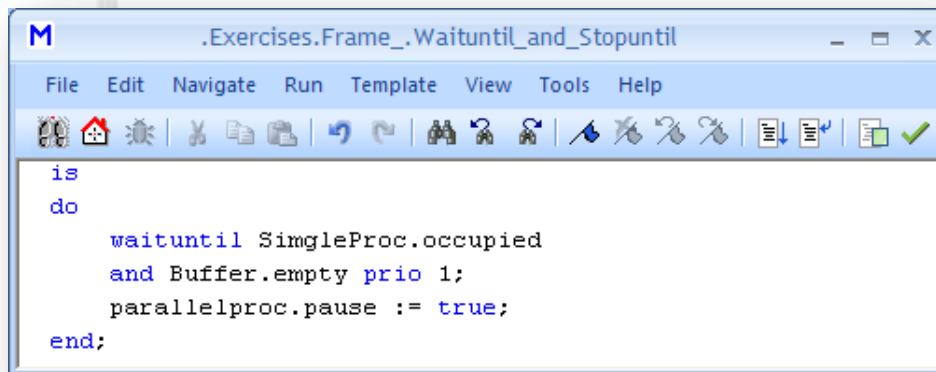 M .Exercises.Frame_.Waituntil_and_Stopuntil
File Edit Navigate Run Template View Tools Help
is
do
waituntil SimgleProc.occupied
and Buffer.empty prio 1;
parallelproc.pause := true;
end;